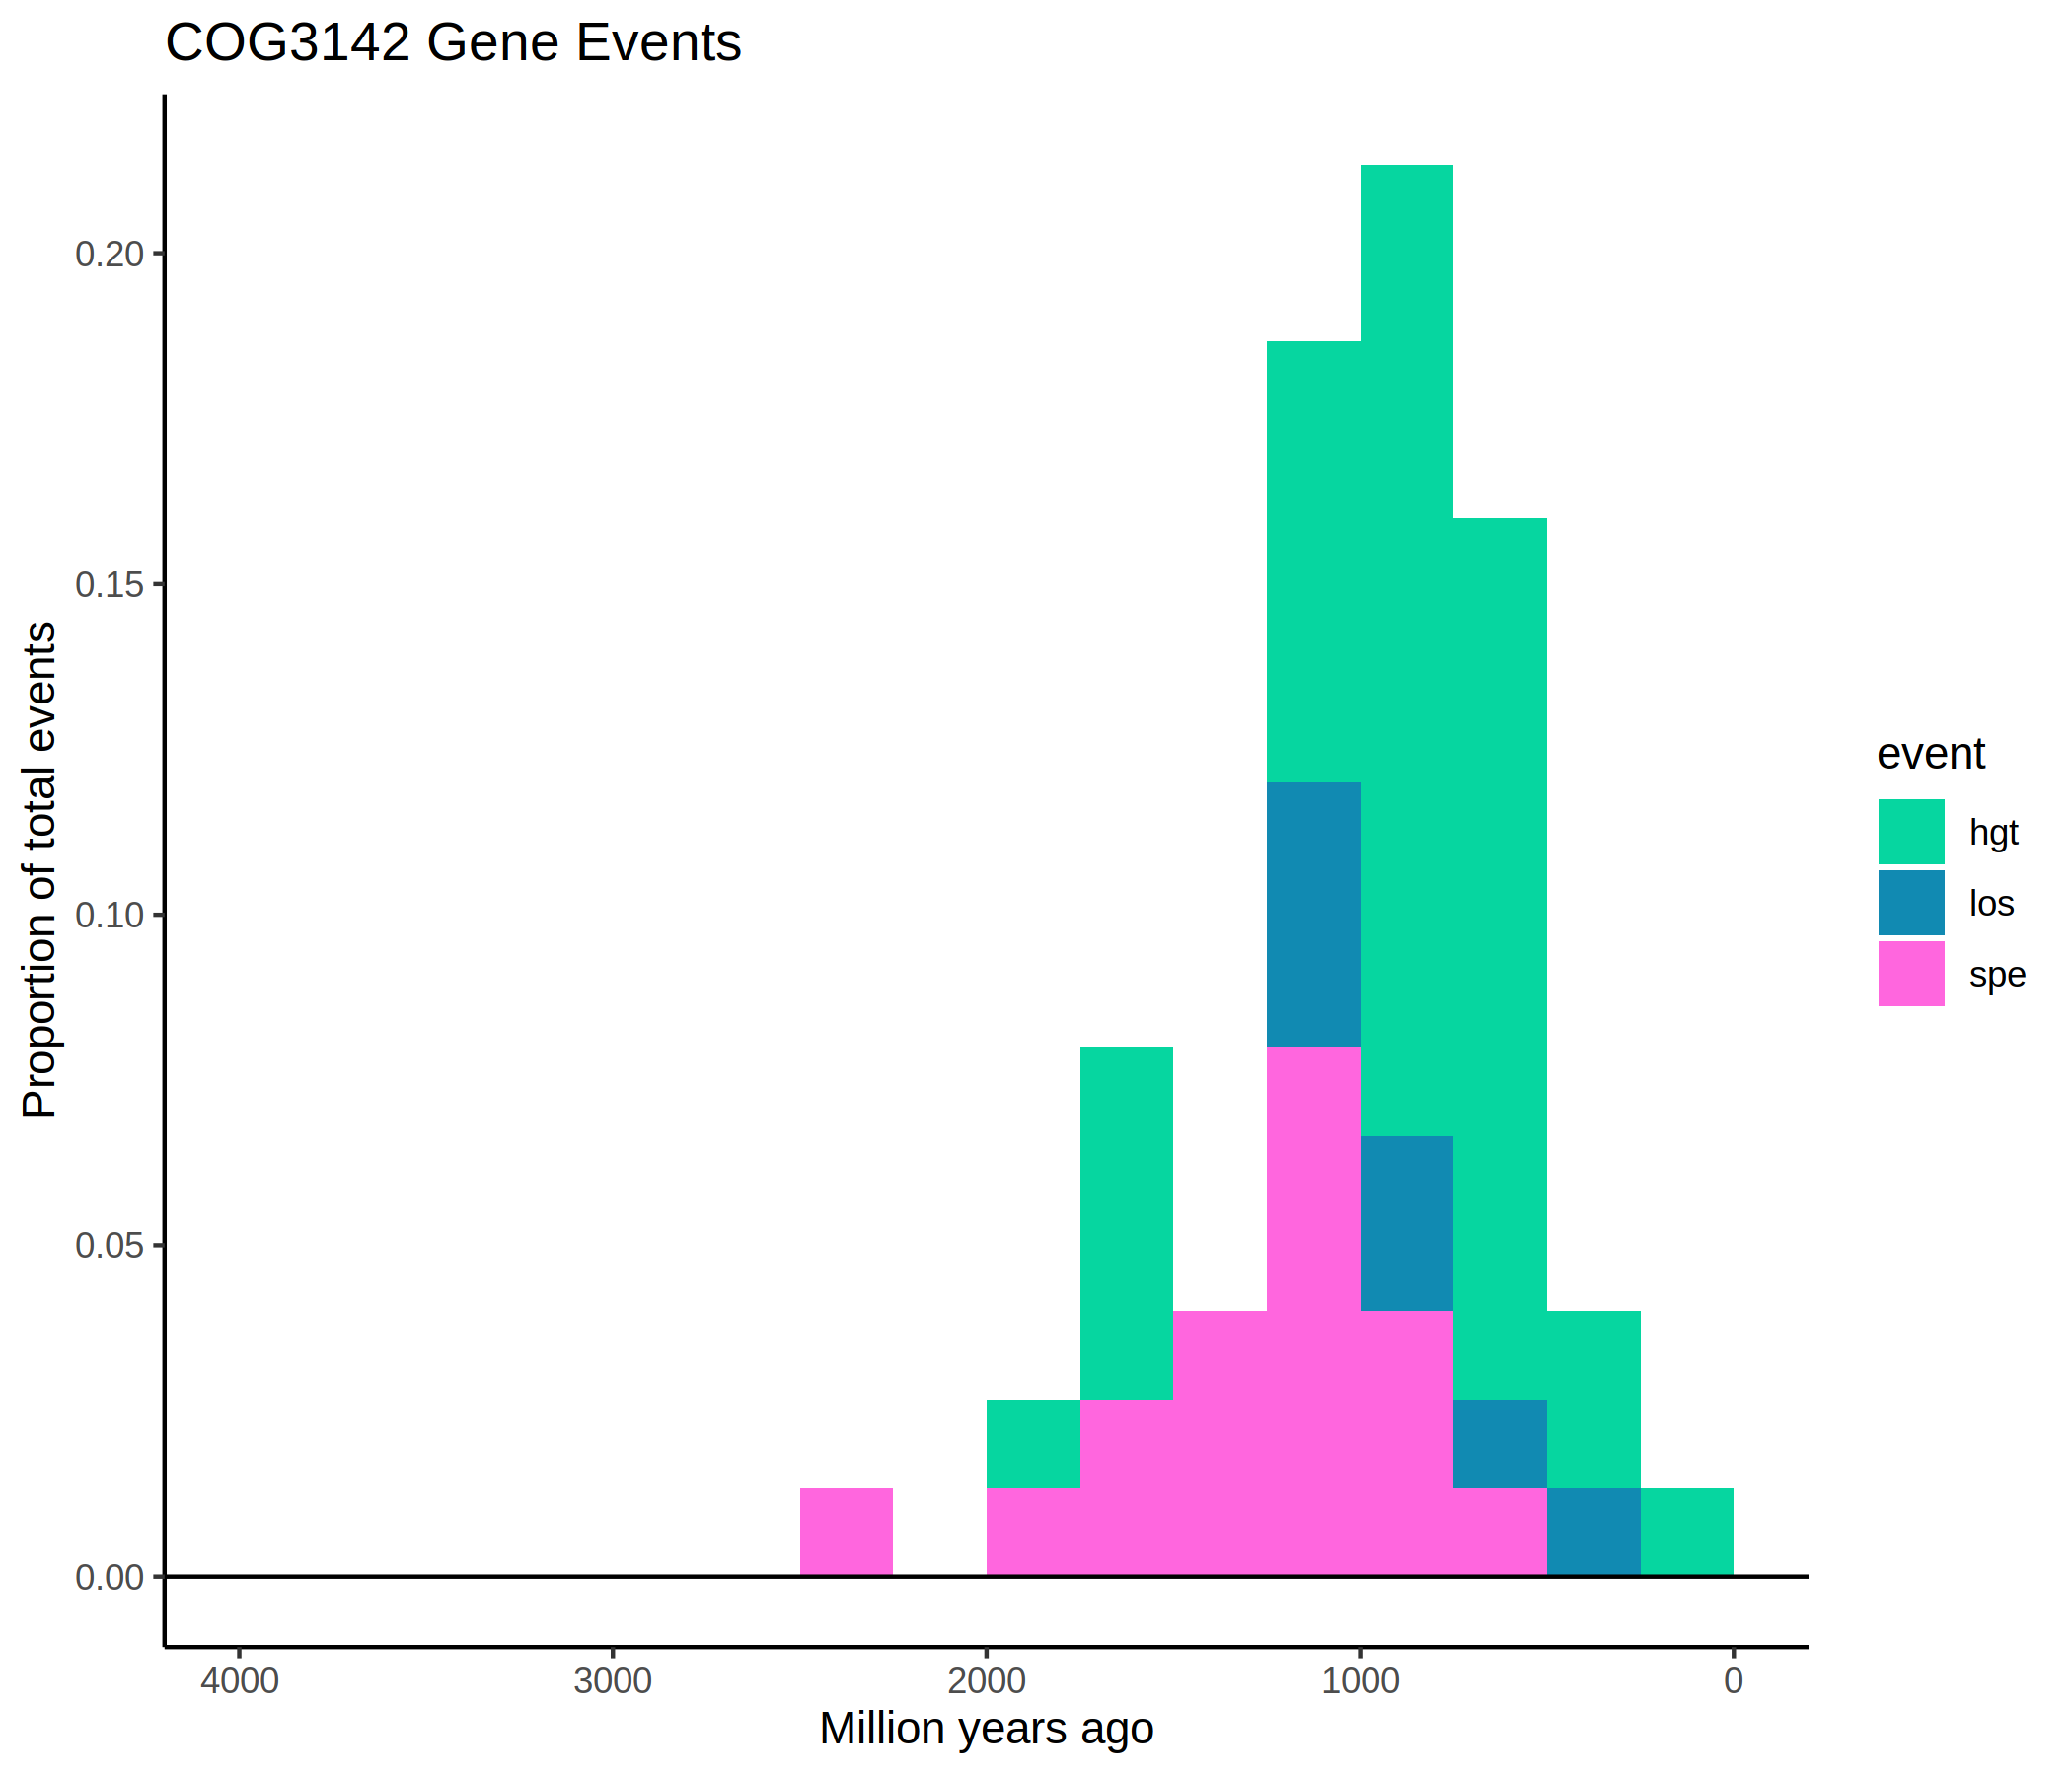 COG3142 Gene Events
Proportion of total events
0.20
0.15
0.10
0.05
0.00
4000 3000 2000 1000 0
Million years ago
event
hgt
los
spe